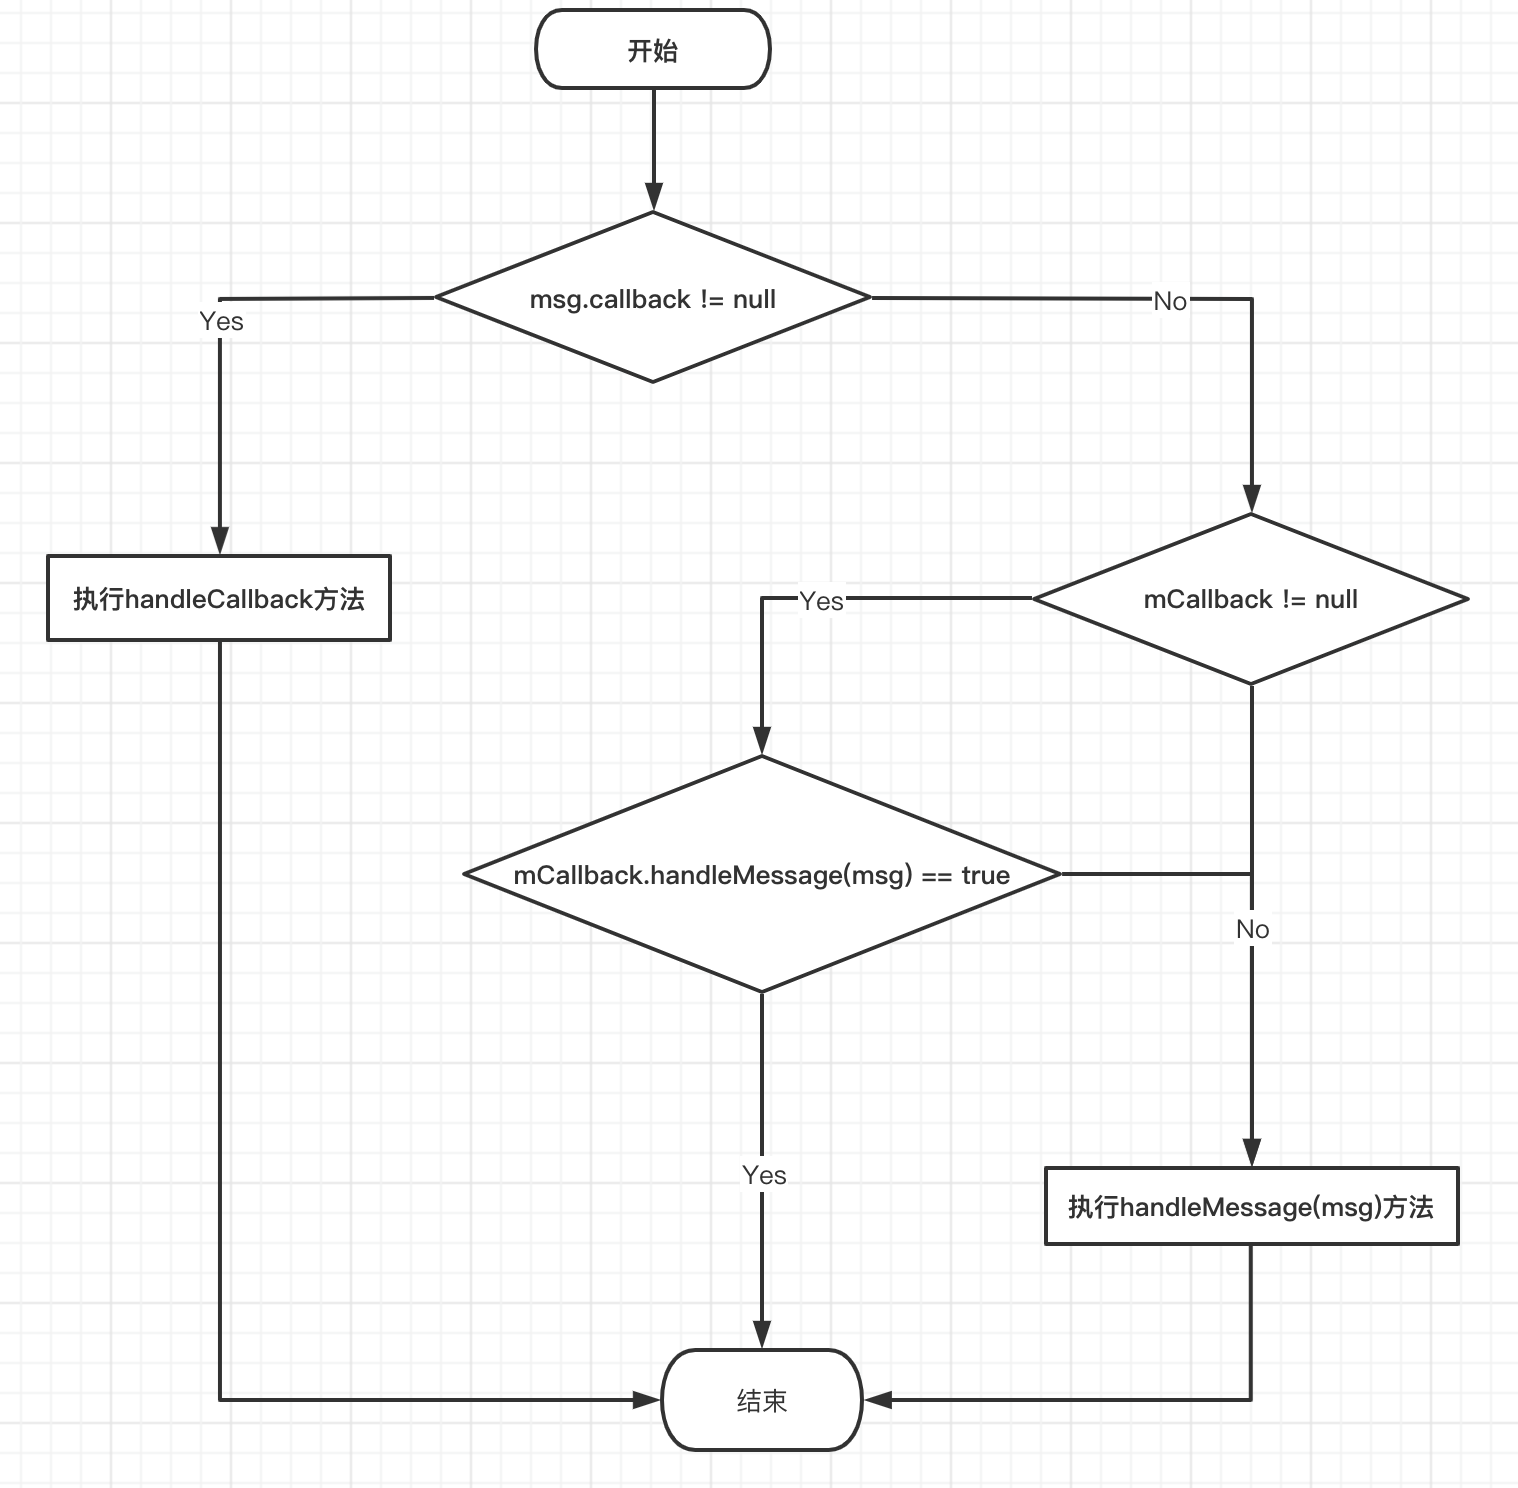 开始
msg.callback != null
Yes
No
执行handleCallback方法
Yes
mCallback != null
mCallback.handleMessage(msg) == true
No
Yes
执行handleMessage(msg)方法
结束